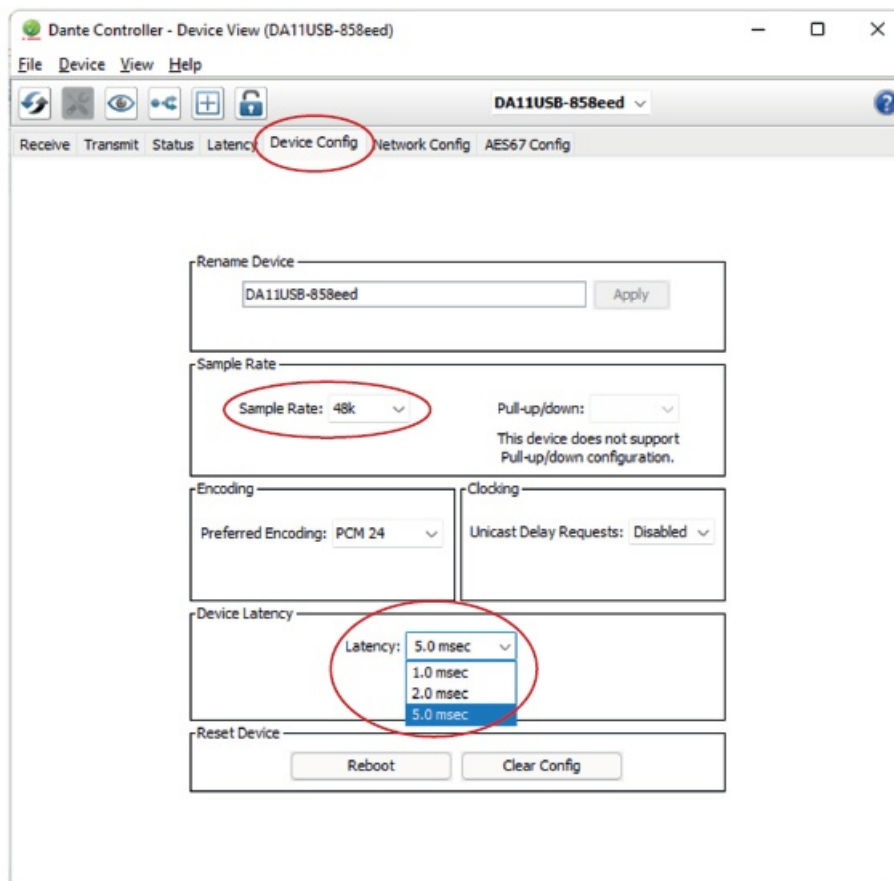 Dante Controller - Device View (DA11USB-858eed)
File Device View Help
DA11USB-858eed
?
Receive Transmit Status Latency Device Config Network Config AES67 Config
Rename Device
DA11USB-858eed Apply
Sample Rate
Sample Rate: 48k Pull-up/down:
This device does not support
Pull-up/down configuration.
Encoding Clocking
Preferred Encoding: PCM 24 Unicast Delay Requests: Disabled
Device Latency
Latency: 5.0 msec
1.0 msec
2.0 msec
5.0 msec
Reset Device
Reboot Clear Config